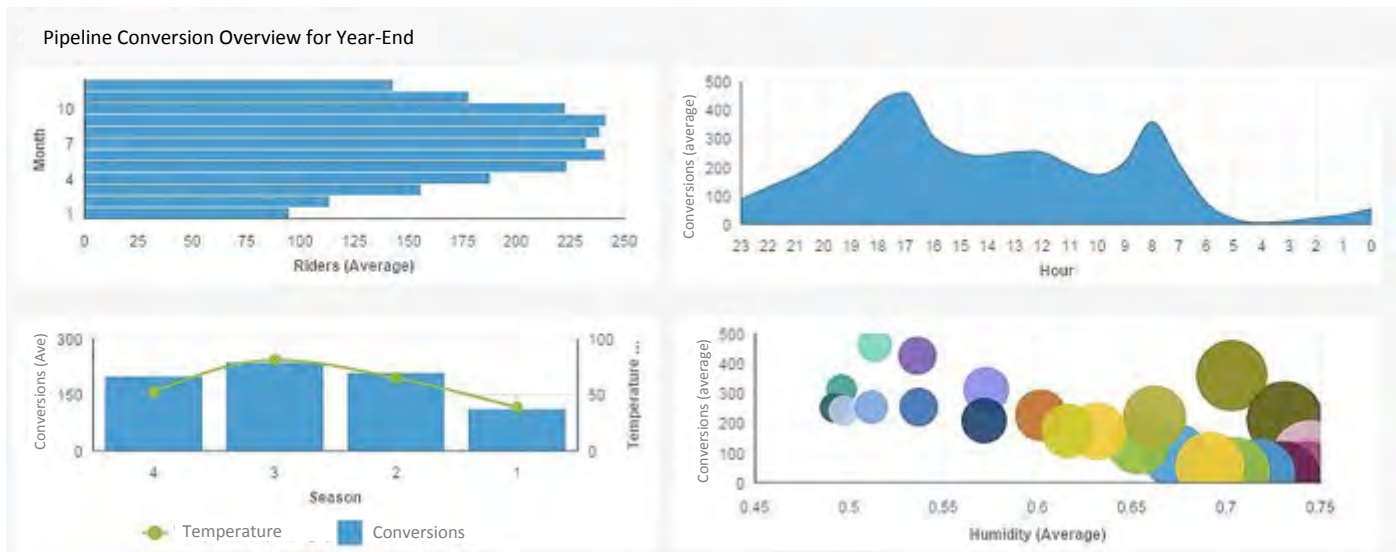 Pipeline Conversion Overview for Year-End
Month
10
7
4
1
0 25 50 75 100 125 150 175 200 225 250
Riders (Average)
Conversions (average)
500
400
300
200
100
0
23 22 21 20 19 18 17 16 15 14 13 12 11 10 9 8 7 6 5 4 3 2 1 0
Hour
Conversions (Ave)
300
150
0
100
50
0
Temperature ...
4 3 2 1
Season
Temperature Conversions
Conversions (average)
500
400
300
200
100
0
0.45 0.5 0.55 0.6 0.65 0.7 0.75
Humidity (Average)